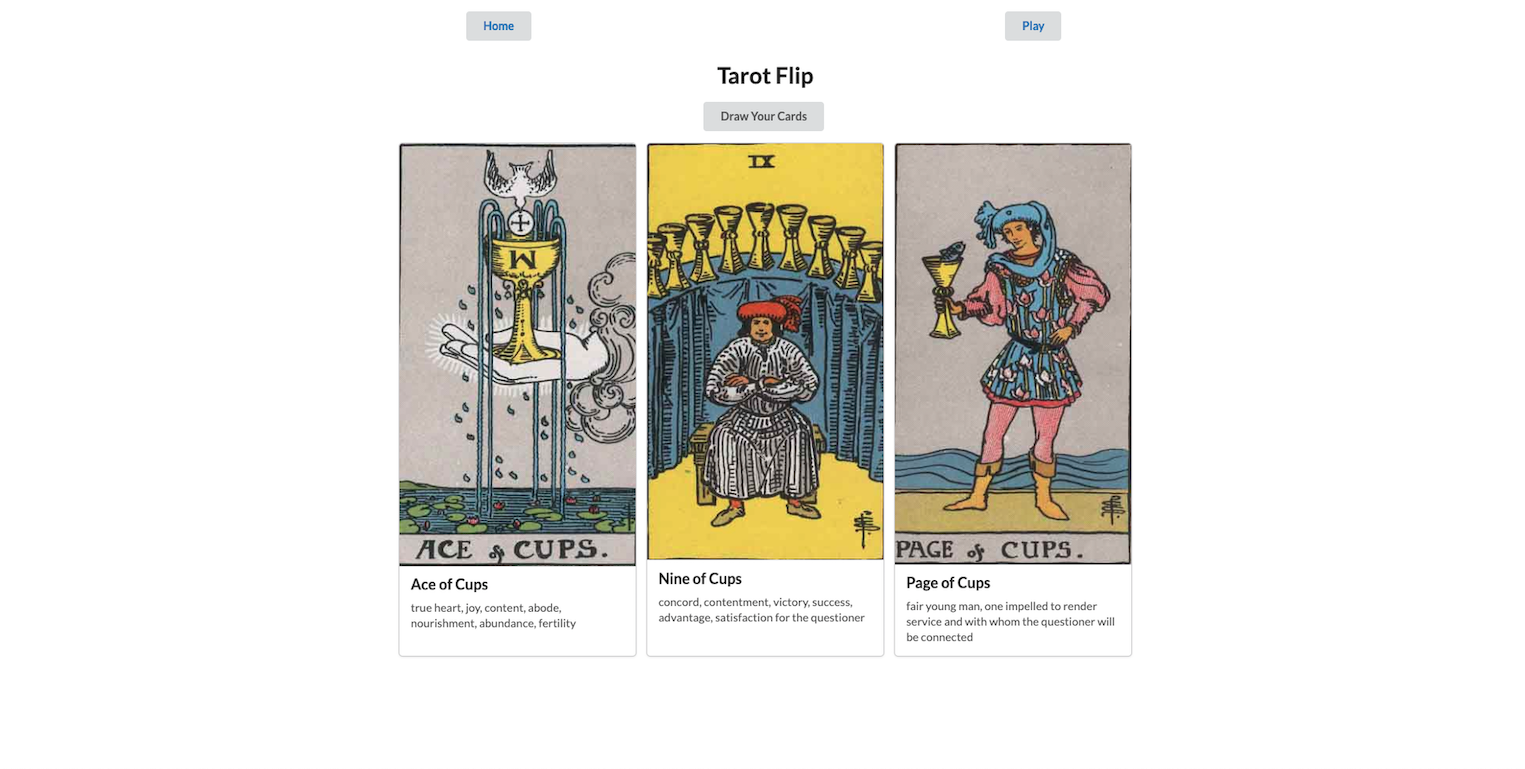 Home
Play
Tarot Flip
Draw Your Cards
W
IX
ACE of CUPS.
PAGE of CUPS.
Ace of Cups
true heart, joy, content, abode,
nourishment, abundance, fertility
Nine of Cups
concord, contentment, victory, success,
advantage, satisfaction for the questioner
Page of Cups
fair young man, one impelled to render
service and with whom the questioner will
be connected